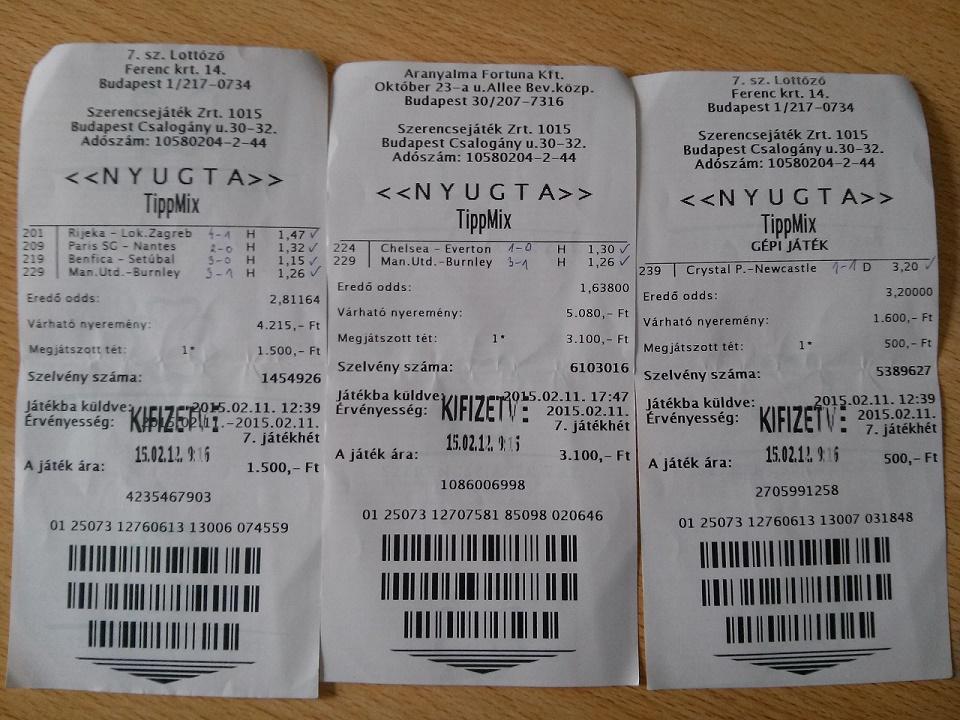 7. sz. Lottózó
Ferenc krt. 14.
Budapest 1/217-0734
Szerencsejáték Zrt. 1015
Budapest Csalogány u.30-32.
Adószám: 10580204-2-44
<<NYUGTA>>
TippMix
201 Rijeka - Lok.Zagreb 4-1 H 1,47 ✓
209 Paris SG - Nantes 2-0 H 1,32 ✓
219 Benfica - Setúbal 3-0 H 1,15 ✓
229 Man.Utd.-Burnley 3-1 H 1,26 ✓
Eredő odds: 2,81164
Várható nyeremény: 4.215,- Ft
Megjátszott tét: 1* 1.500,- Ft
Szelvény száma: 1454926
Játékba küldve: 2015.02.11. 12:39
Érvényesség: 2015.02.11.-2015.02.11.
7. játékhét
KIFIZETVE
15.02.12. 9:16
A játék ára: 1.500,- Ft
4235467903
01 25073 12760613 13006 074559
Aranyalma Fortuna Kft.
Október 23-a u.Allee Bev.közp.
Budapest 30/207-7316
Szerencsejáték Zrt. 1015
Budapest Csalogány u.30-32.
Adószám: 10580204-2-44
<<NYUGTA>>
TippMix
224 Chelsea - Everton 1-0 H 1,30 ✓
229 Man.Utd.-Burnley 3-1 H 1,26 ✓
Eredő odds: 1,63800
Várható nyeremény: 5.080,- Ft
Megjátszott tét: 1* 3.100,- Ft
Szelvény száma: 6103016
Játékba küldve: 2015.02.11. 17:47
Érvényesség: 2015.02.11.
7. játékhét
KIFIZETVE
15.02.12. 9:16
A játék ára: 3.100,- Ft
1086006998
01 25073 12707581 85098 020646
7. sz. Lottózó
Ferenc krt. 14.
Budapest 1/217-0734
Szerencsejáték Zrt. 1015
Budapest Csalogány u.30-32.
Adószám: 10580204-2-44
<<NYUGTA>>
TippMix
GÉPI JÁTÉK
239 Crystal P.-Newcastle 1-1 D 3,20 ✓
Eredő odds: 3,20000
Várható nyeremény: 1.600,- Ft
Megjátszott tét: 1* 500,- Ft
Szelvény száma: 5389627
Játékba küldve: 2015.02.11. 12:39
Érvényesség: 2015.02.11.
7. játékhét
KIFIZETVE
15.02.12. 9:16
A játék ára: 500,- Ft
2705991258
01 25073 12760613 13007 031848